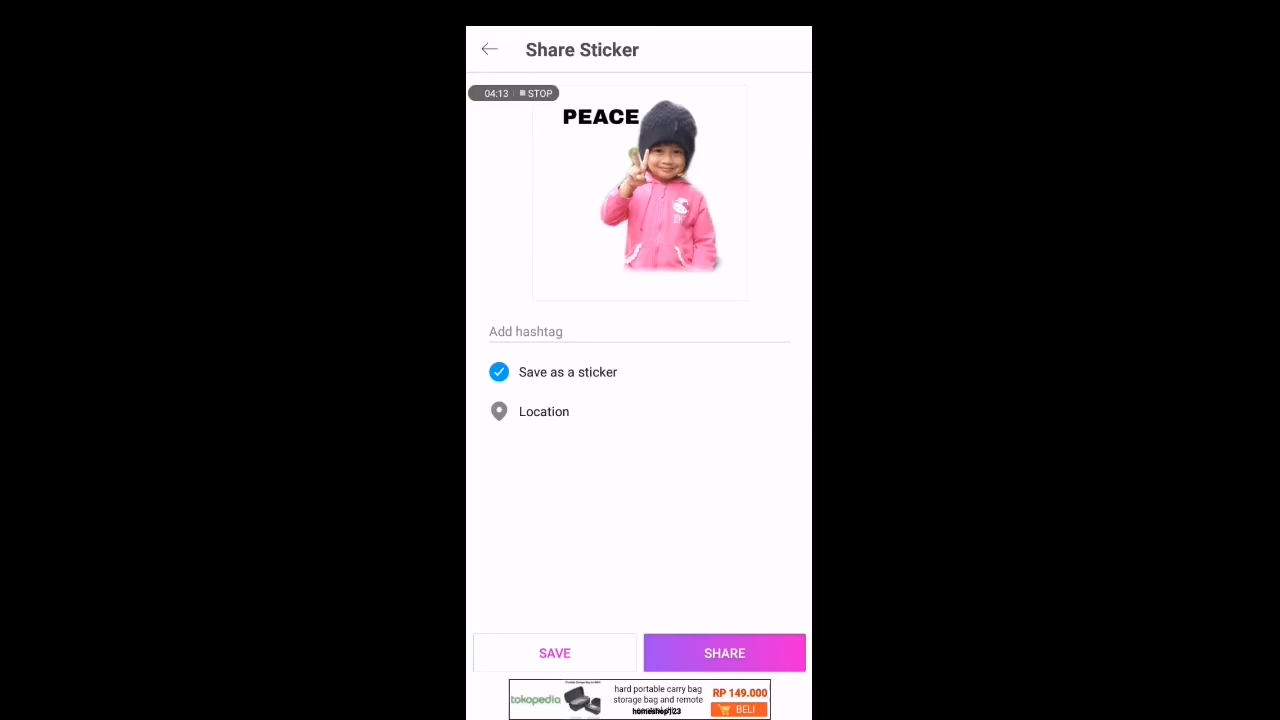 Share Sticker
04:13 STOP
PEACE
Add hashtag
Save as a sticker
Location
SAVE
SHARE
tokopedia
hard portable carry bag
storage bag and remote
homeshop123
RP 149.000
BELI